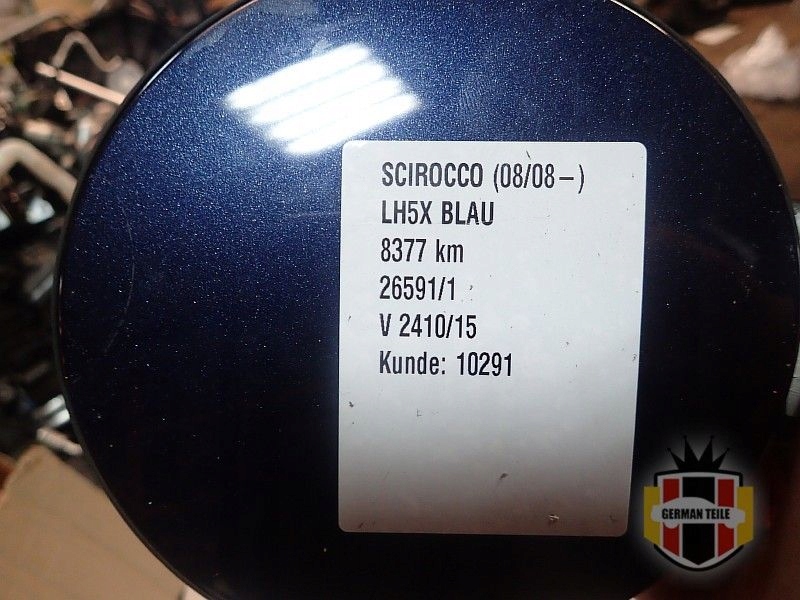 SCIROCCO (08/08–)
LH5X BLAU
8377 km
26591/1
V 2410/15
Kunde: 10291
GERMAN TEILE